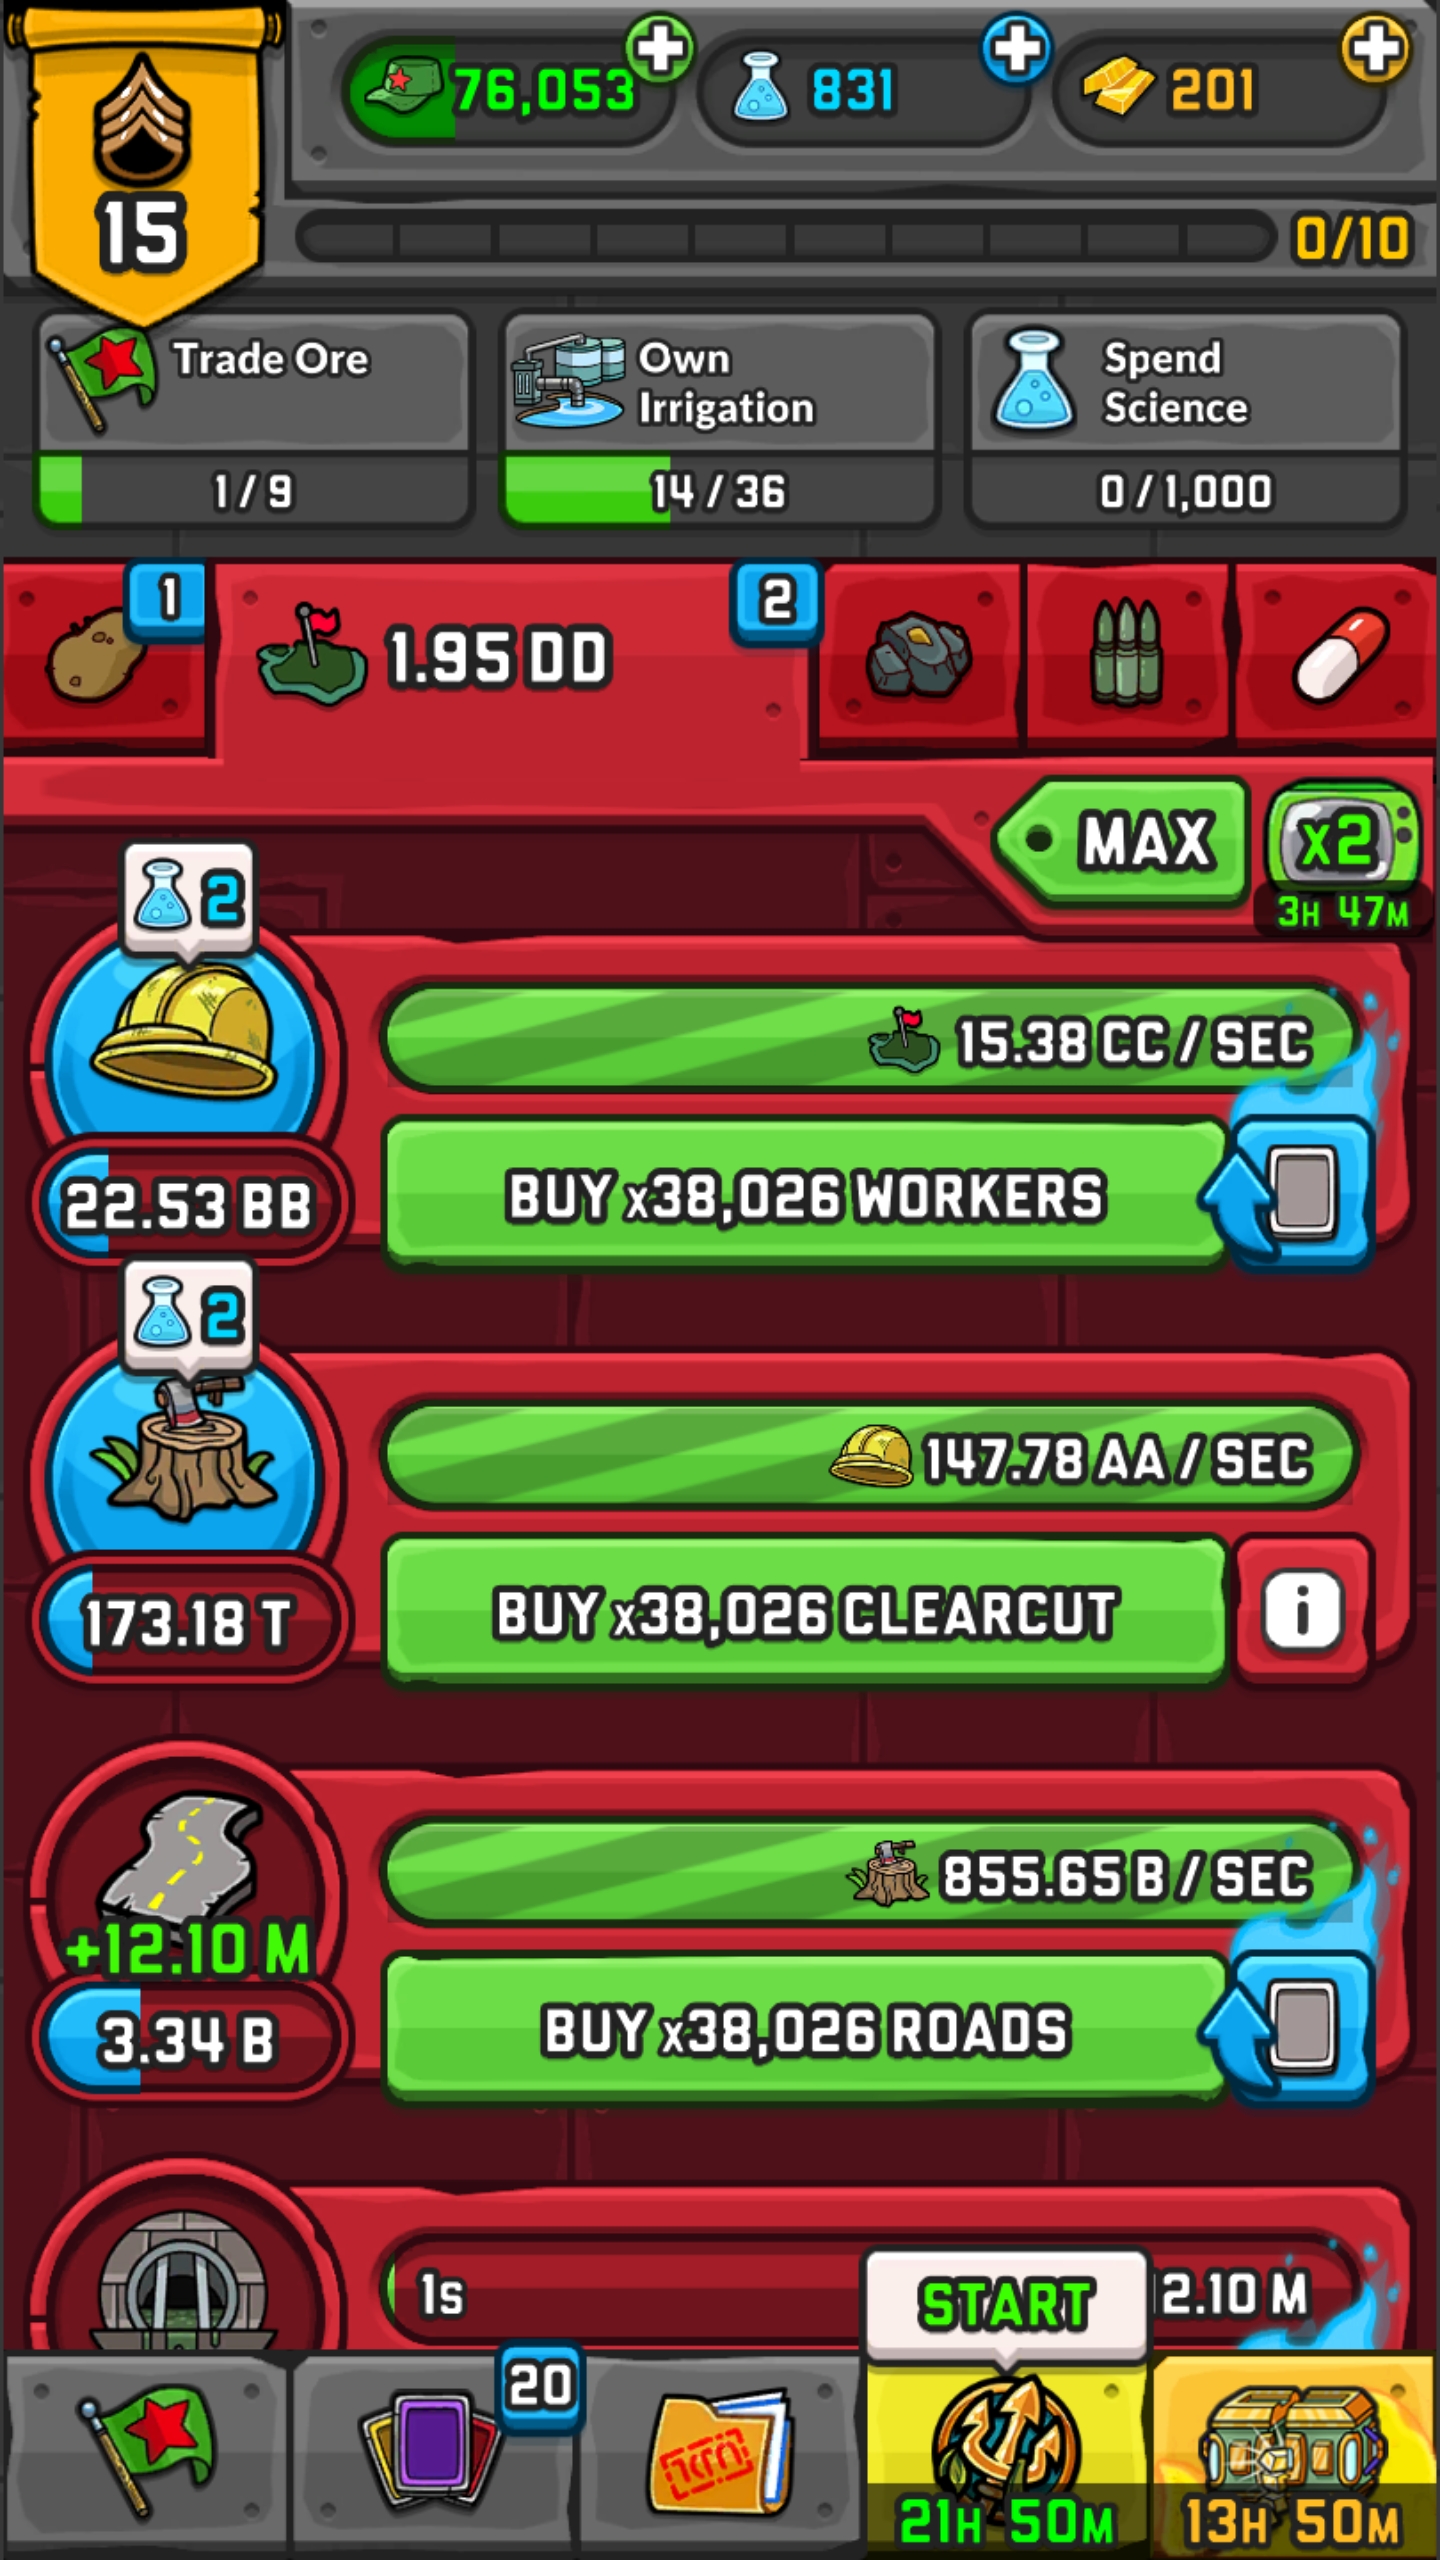 76,053
831
201
15
0/10
Trade Ore
1 / 9
Own
Irrigation
14 / 36
Spend
Science
0 / 1,000
1
1.95 DD
2
MAX
x2
3H 47M
2
15.38 CC / SEC
22.53 BB
BUY x38,026 WORKERS
2
147.78 AA / SEC
173.18 T
BUY x38,026 CLEARCUT
i
855.65 B / SEC
+12.10 M
3.34 B
BUY x38,026 ROADS
1s
2.10 M
START
20
21H 50M
13H 50M